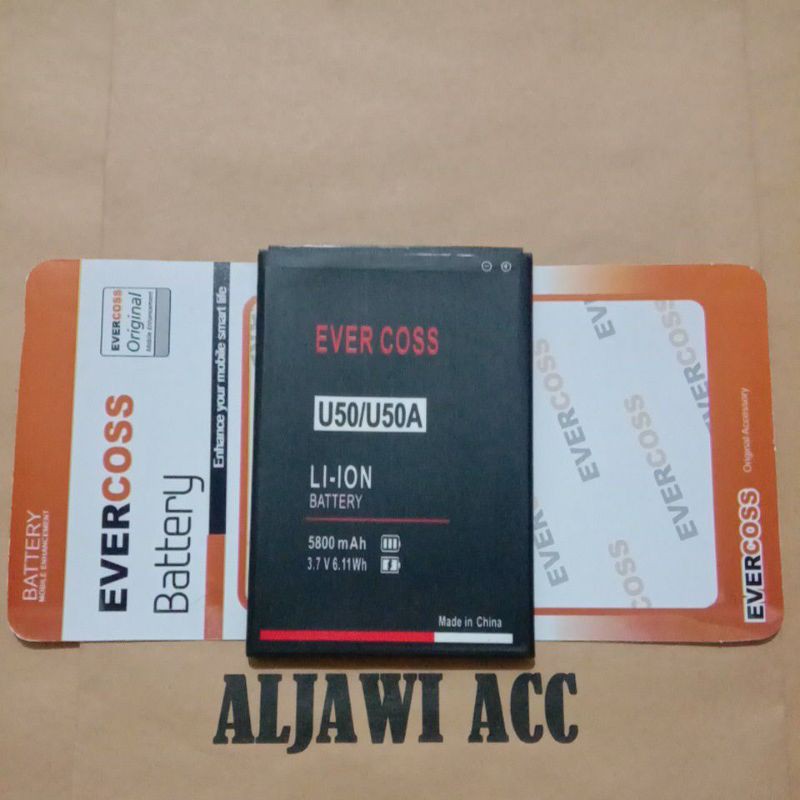 EVERCOSS
Original
Mobile Enhancement
BATTERY
MOBILE ENHANCEMENT
EVERCOSS
Battery
Enhance your mobile smart life
EVER COSS
U50/U50A
LI-ION
BATTERY
5800 mAh
3.7 V 6.11Wh
Made in China
EVERCOSS
EVERCOSS
EVERCOSS
EVERCOSS
EVERCOSS
Original Accessory
EVERCOSS
ALJAWI ACC